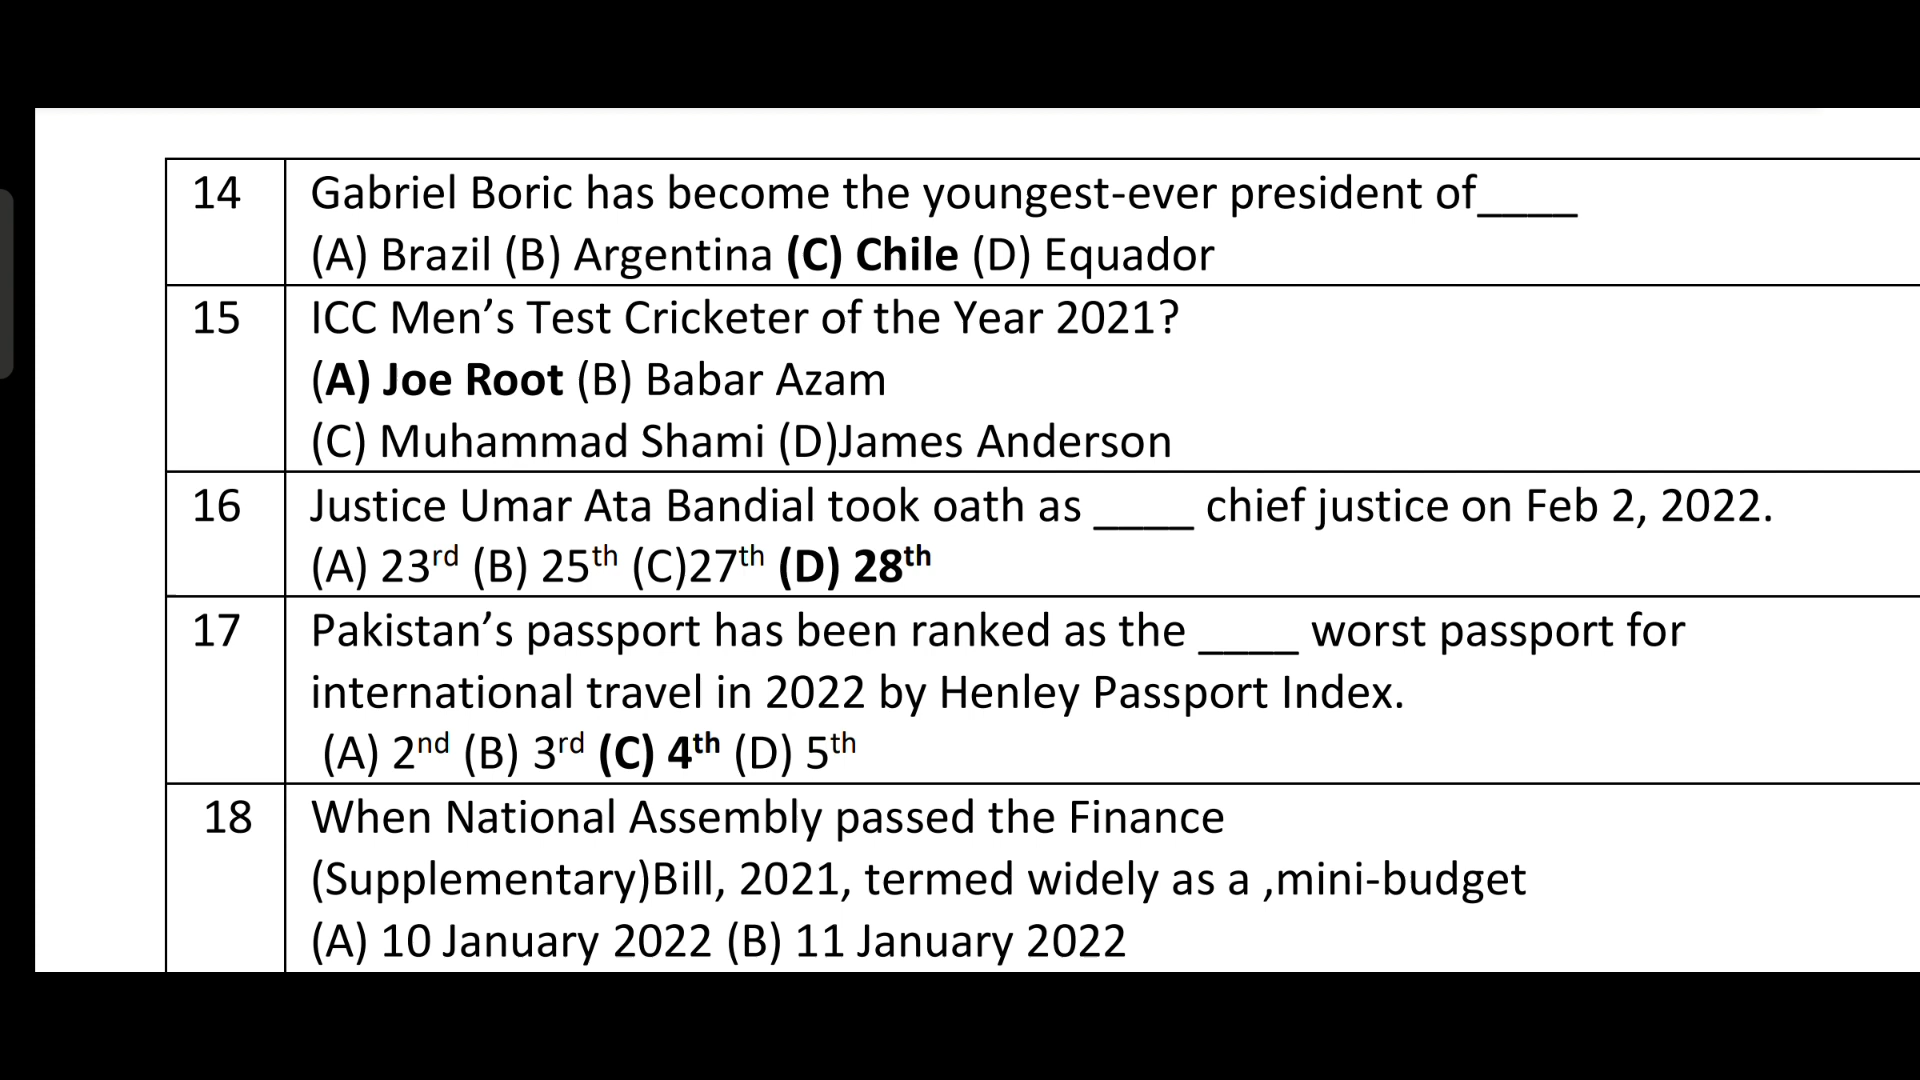 14 Gabriel Boric has become the youngest-ever president of____
(A) Brazil (B) Argentina (C) Chile (D) Equador
15 ICC Men’s Test Cricketer of the Year 2021?
(A) Joe Root (B) Babar Azam
(C) Muhammad Shami (D)James Anderson
16 Justice Umar Ata Bandial took oath as ____ chief justice on Feb 2, 2022.
(A) 23rd (B) 25th (C)27th (D) 28th
17 Pakistan’s passport has been ranked as the ____ worst passport for
international travel in 2022 by Henley Passport Index.
(A) 2nd (B) 3rd (C) 4th (D) 5th
18 When National Assembly passed the Finance
(Supplementary)Bill, 2021, termed widely as a ,mini-budget
(A) 10 January 2022 (B) 11 January 2022